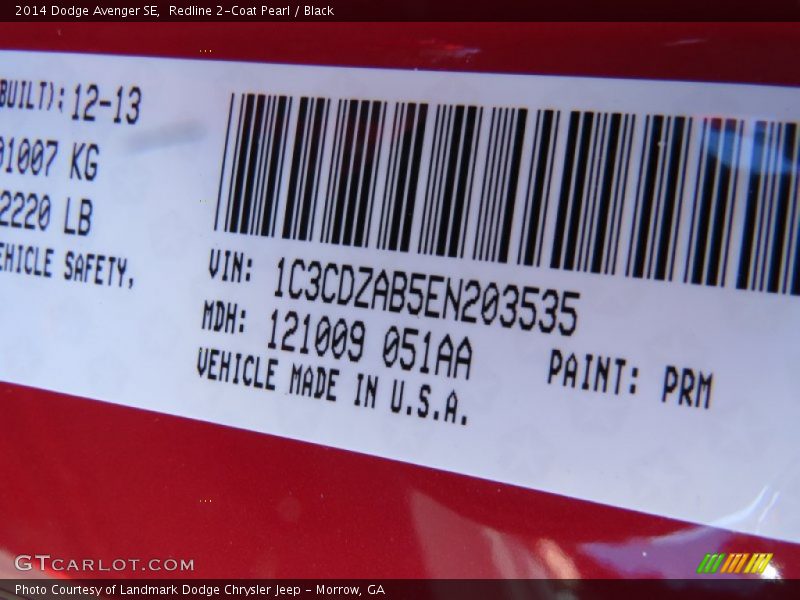 2014 Dodge Avenger SE,  Redline 2-Coat Pearl / Black
BUILT): 12-13
01007 KG
2220 LB
EHICLE SAFETY,
VIN: 1C3CDZAB5EN203535
MDH: 121009 051AA
PAINT: PRM
VEHICLE MADE IN U.S.A.
GTCARLOT.COM
Photo Courtesy of Landmark Dodge Chrysler Jeep - Morrow, GA